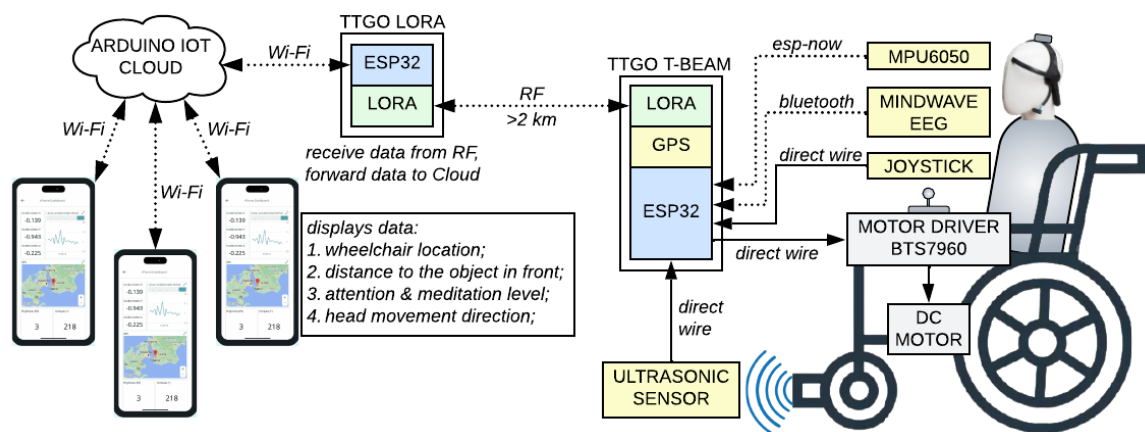 TTGO LORA
ARDUINO IOT
CLOUD
Wi-Fi
ESP32
LORA
RF
>2 km
receive data from RF,
forward data to Cloud
Wi-Fi
Wi-Fi
Wi-Fi
-0.139
-0.943
-0.225
3
218
-0.139
-0.943
-0.225
3
218
-0.139
-0.943
-0.225
3
218
displays data:
1. wheelchair location;
2. distance to the object in front;
3. attention & meditation level;
4. head movement direction;
TTGO T-BEAM
LORA
GPS
ESP32
esp-now
MPU6050
bluetooth
MINDWAVE
EEG
direct wire
JOYSTICK
direct wire
MOTOR DRIVER
BTS7960
DC
MOTOR
direct
wire
ULTRASONIC
SENSOR